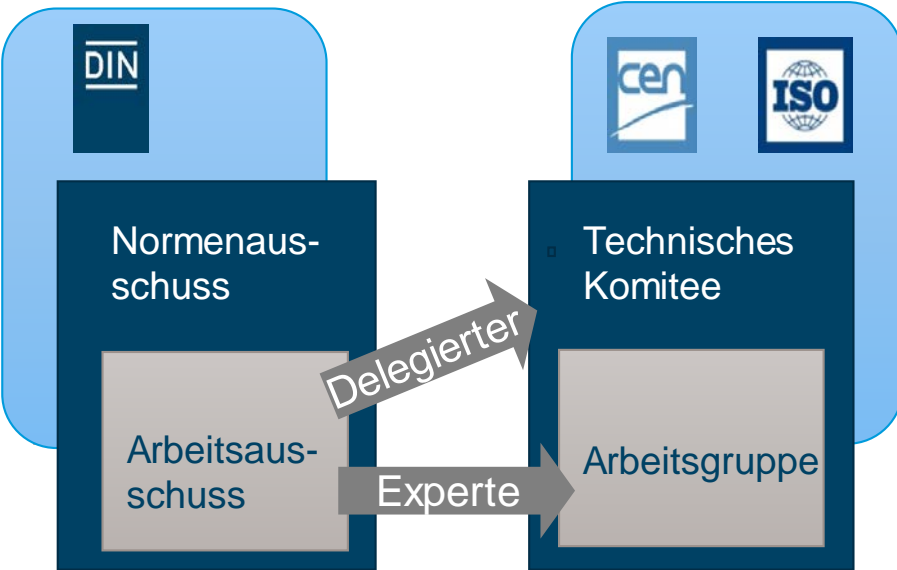 DIN
cen
ISO
Normenaus-
schuss
Technisches
Komitee
Delegierter
Arbeitsaus-
schuss
Experte
Arbeitsgruppe